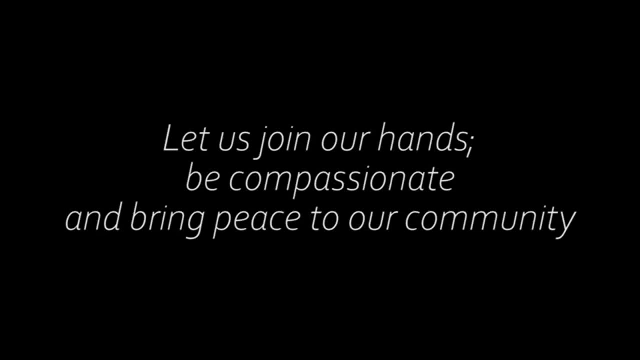 Let us join our hands;
be compassionate
and bring peace to our community